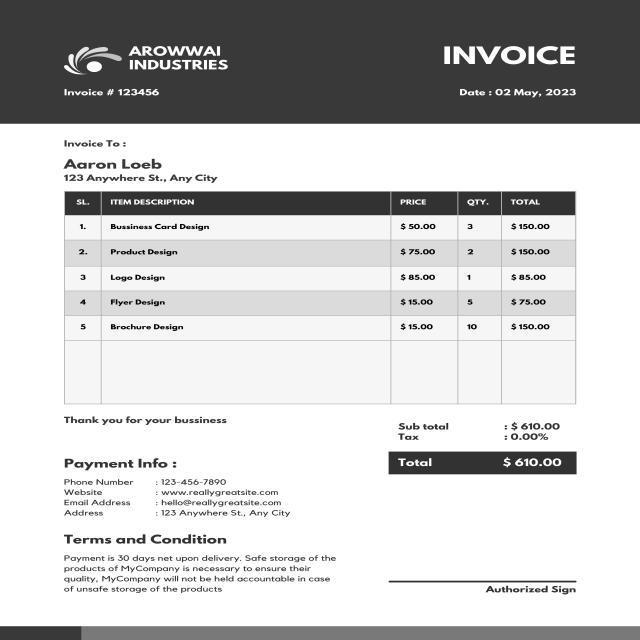 AROWWAI
INDUSTRIES
INVOICE
Invoice # 123456
Date : 02 May, 2023
Invoice To :
Aaron Loeb
123 Anywhere St., Any City
SL. ITEM DESCRIPTION PRICE QTY. TOTAL
1. Bussiness Card Design $ 50.00 3 $ 150.00
2. Product Design $ 75.00 2 $ 150.00
3 Logo Design $ 85.00 1 $ 85.00
4 Flyer Design $ 15.00 5 $ 75.00
5 Brochure Design $ 15.00 10 $ 150.00
Thank you for your bussiness
Sub total : $ 610.00
Tax : 0.00%
Total $ 610.00
Payment Info :
Phone Number : 123-456-7890
Website : www.reallygreatsite.com
Email Address : hello@reallygreatsite.com
Address : 123 Anywhere St., Any City
Terms and Condition
Payment is 30 days net upon delivery. Safe storage of the
products of MyCompany is necessary to ensure their
quality, MyCompany will not be held accountable in case
of unsafe storage of the products
Authorized Sign